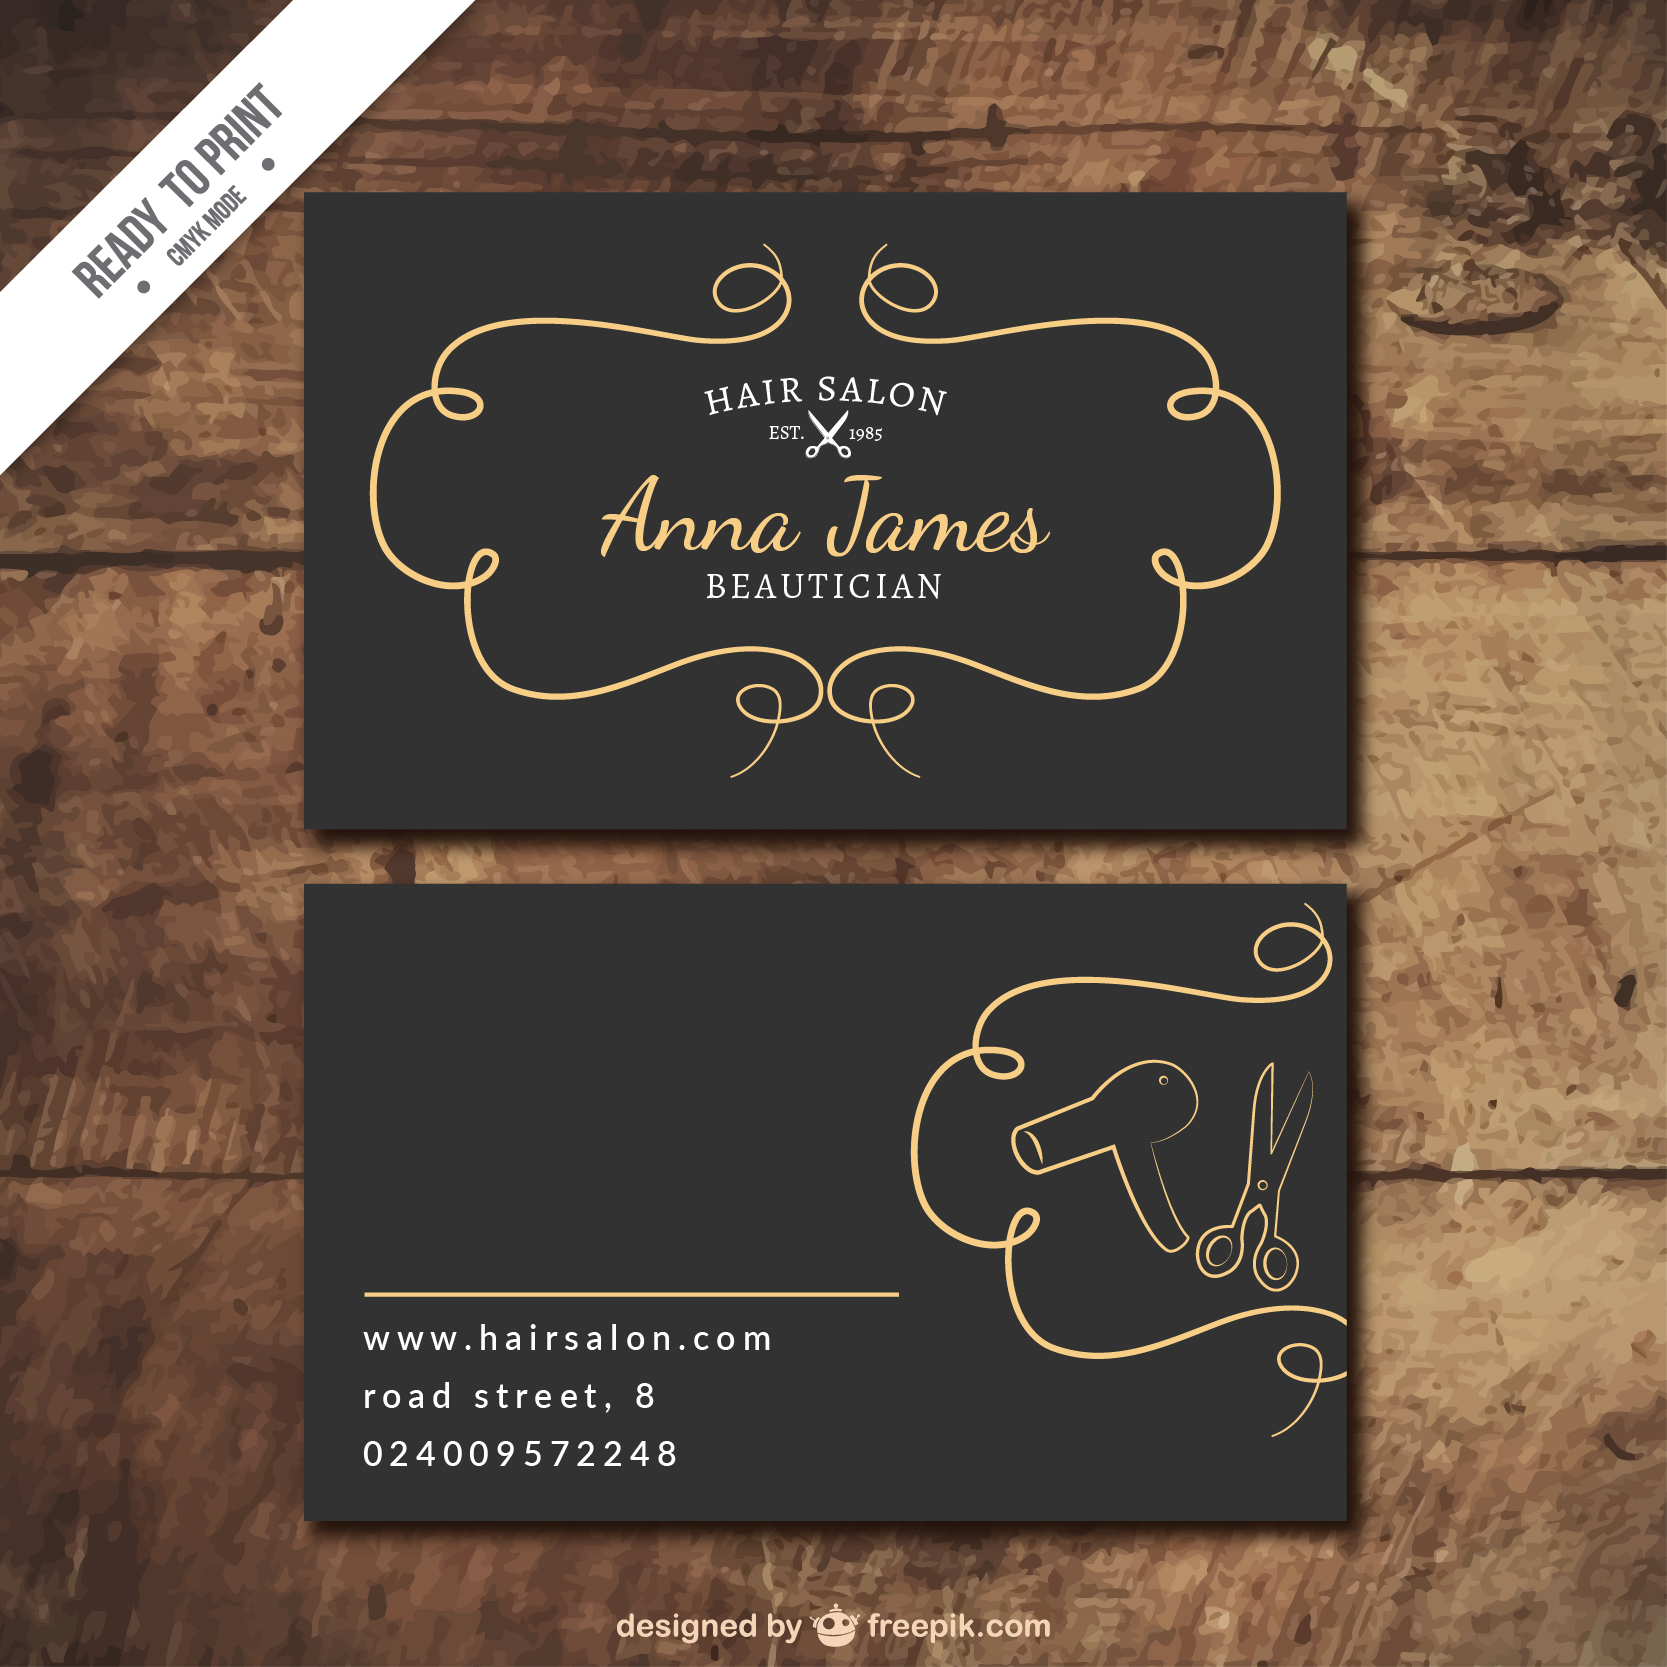 READY TO PRINT
• CMYK MODE •
HAIR SALON
EST. 1985
Anna James
BEAUTICIAN
www.hairsalon.com
road street, 8
024009572248
designed by freepik.com